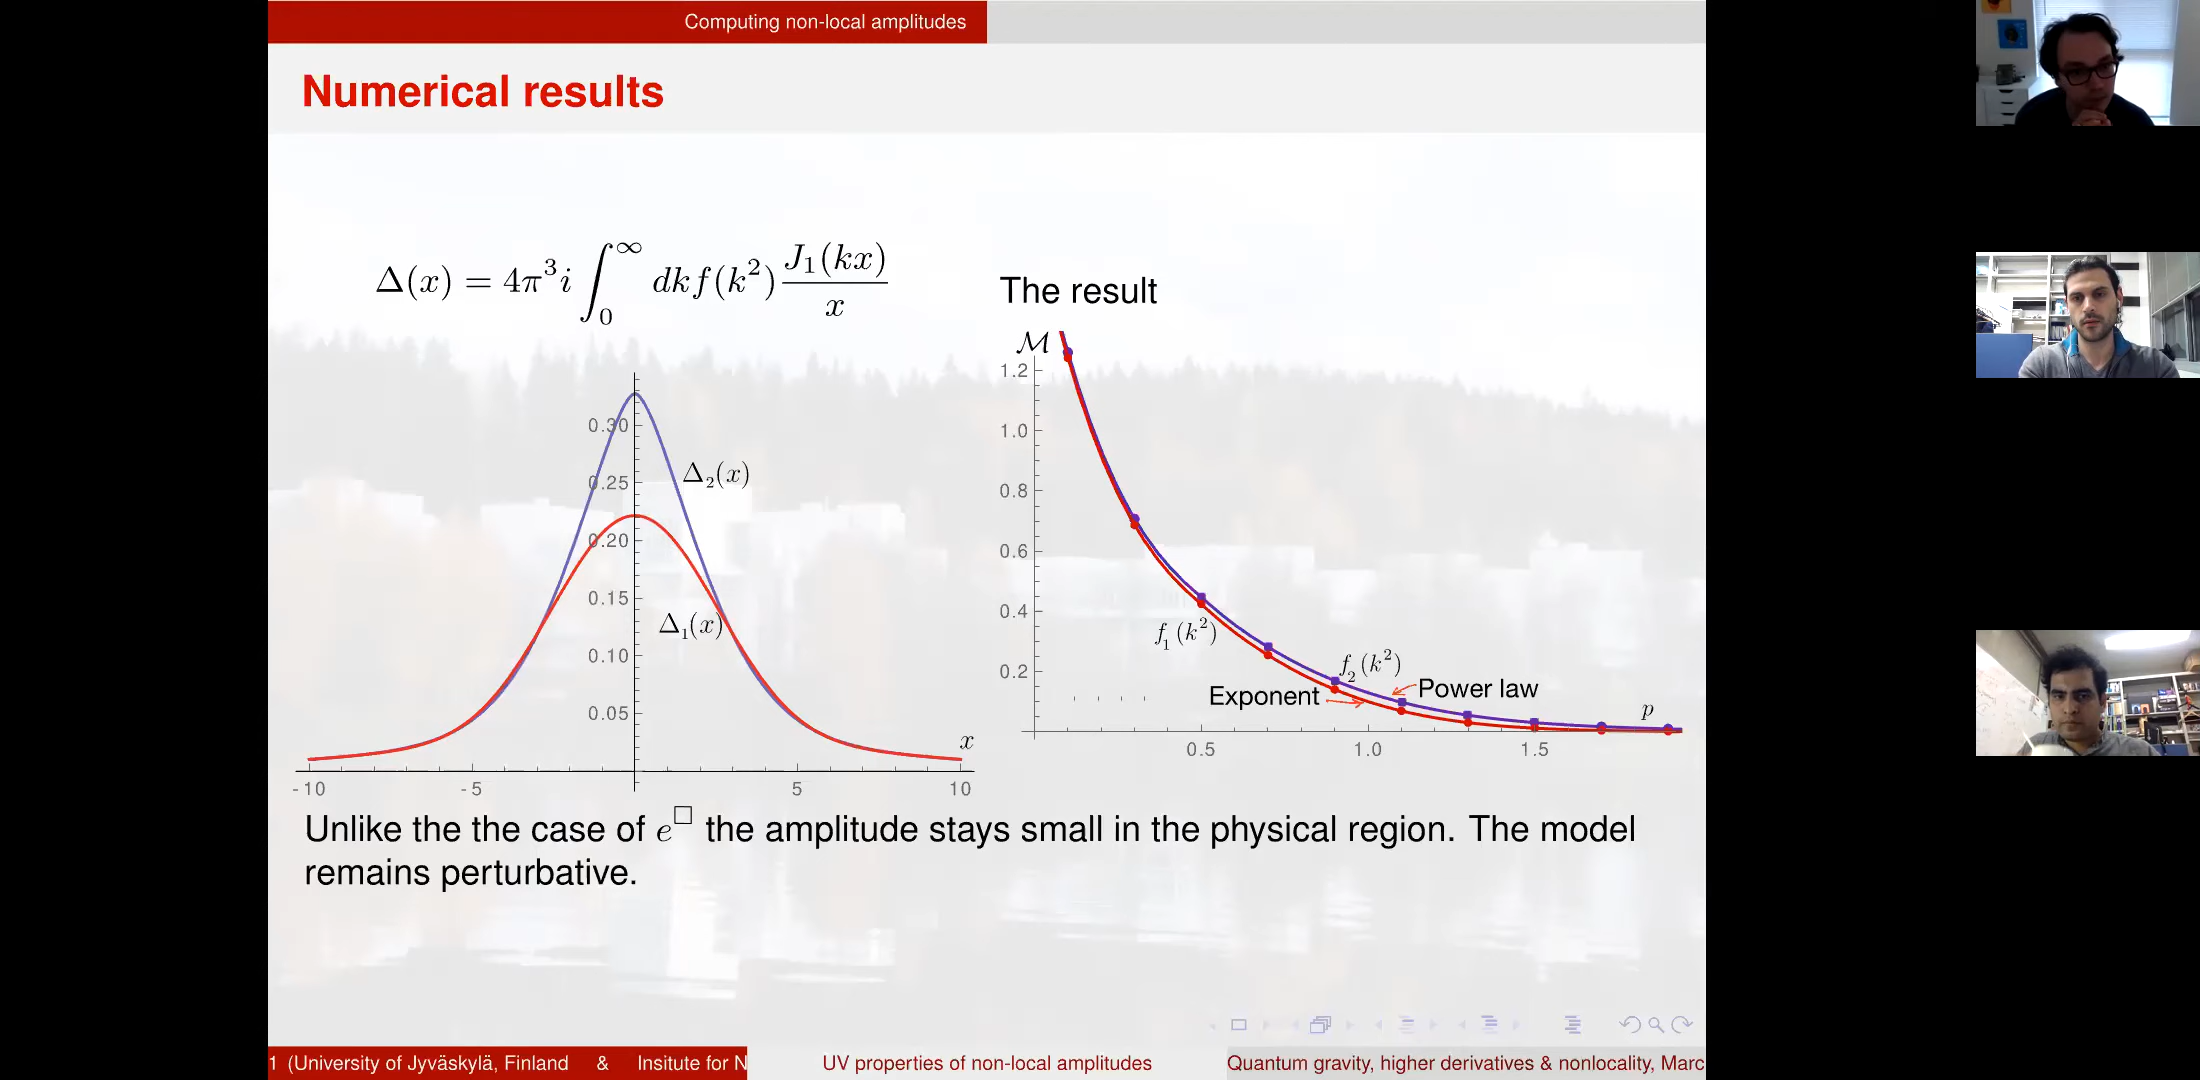 Computing non-local amplitudes
Numerical results
Δ(x) = 4π³i ∫₀^∞ dkf(k²) J₁(kx)/x
The result
0.30
0.25
0.20
0.15
0.10
0.05
Δ₂(x)
Δ₁(x)
x
-10
-5
5
10
ℳ
1.2
1.0
0.8
0.6
0.4
0.2
f₁(k²)
f₂(k²)
Exponent
Power law
p
0.5
1.0
1.5
Unlike the the case of e^□ the amplitude stays small in the physical region. The model
remains perturbative.
1 (University of Jyväskylä, Finland & Insitute for N
UV properties of non-local amplitudes
Quantum gravity, higher derivatives & nonlocality, Marc